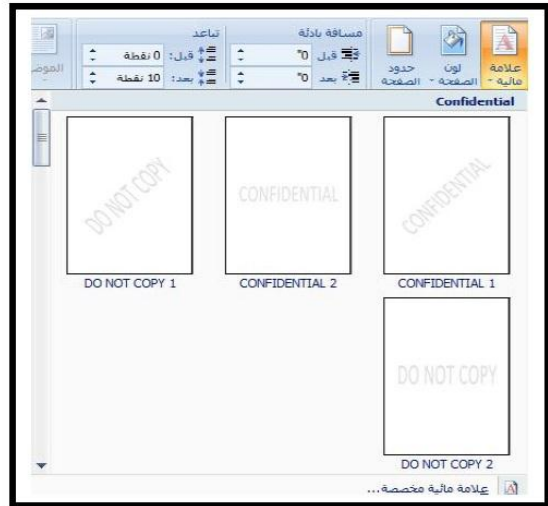 مسافة بادئة
تباعد
علامة مائية
لون الصفحة
حدود الصفحة
قبل 0"
بعد 0"
قبل: 0 نقطة
بعد: 10 نقطة
Confidential
CONFIDENTIAL
CONFIDENTIAL
DO NOT COPY
CONFIDENTIAL 1
CONFIDENTIAL 2
DO NOT COPY 1
DO NOT COPY
DO NOT COPY 2
علامة مائية مخصصة...